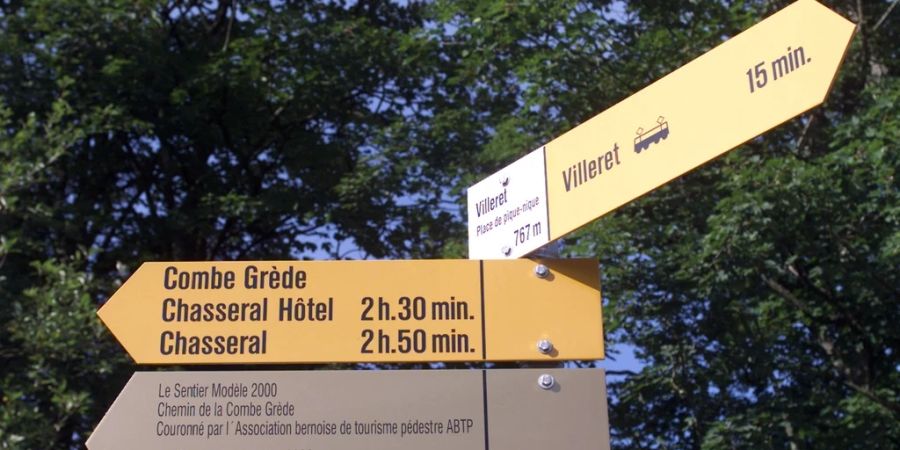 15 min.
Villeret
Villeret
Place de pique-nique
767 m
Combe Grède
Chasseral Hôtel 2 h. 30 min.
Chasseral 2 h. 50 min.
Le Sentier Modèle 2000
Chemin de la Combe Grède
Couronné par l´Association bernoise de tourisme pédestre ABTP